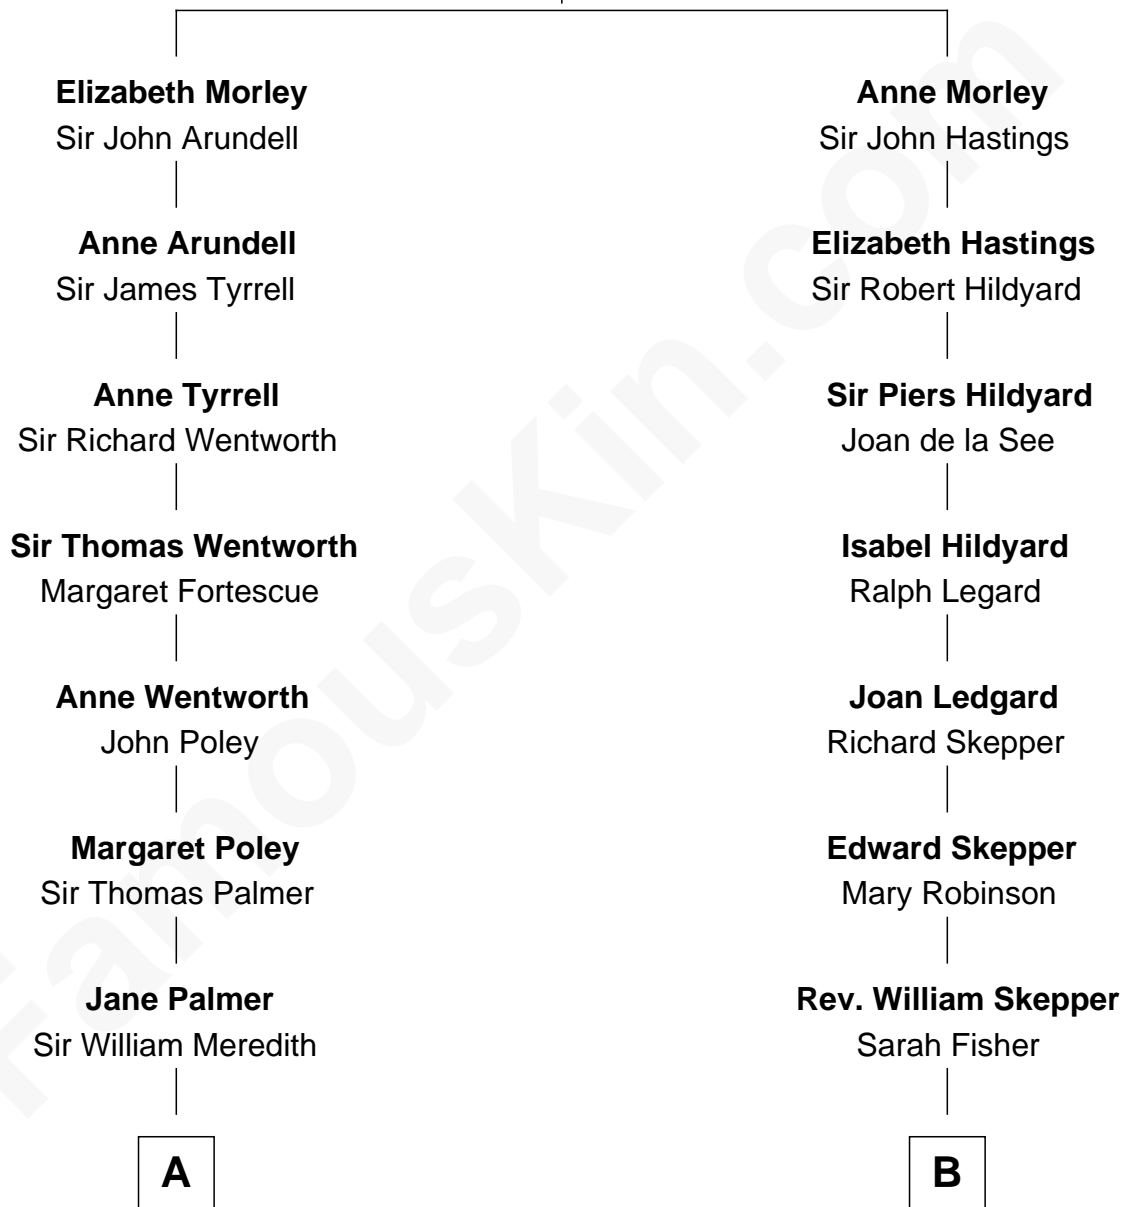 Elizabeth Morley
Sir John Arundell
Anne Arundell
Sir James Tyrrell
Anne Tyrrell
Sir Richard Wentworth
Sir Thomas Wentworth
Margaret Fortescue
Anne Wentworth
John Poley
Margaret Poley
Sir Thomas Palmer
Jane Palmer
Sir William Meredith
A
Anne Morley
Sir John Hastings
Elizabeth Hastings
Sir Robert Hildyard
Sir Piers Hildyard
Joan de la See
Isabel Hildyard
Ralph Legard
Joan Ledgard
Richard Skepper
Edward Skepper
Mary Robinson
Rev. William Skepper
Sarah Fisher
B
FamousKin.com